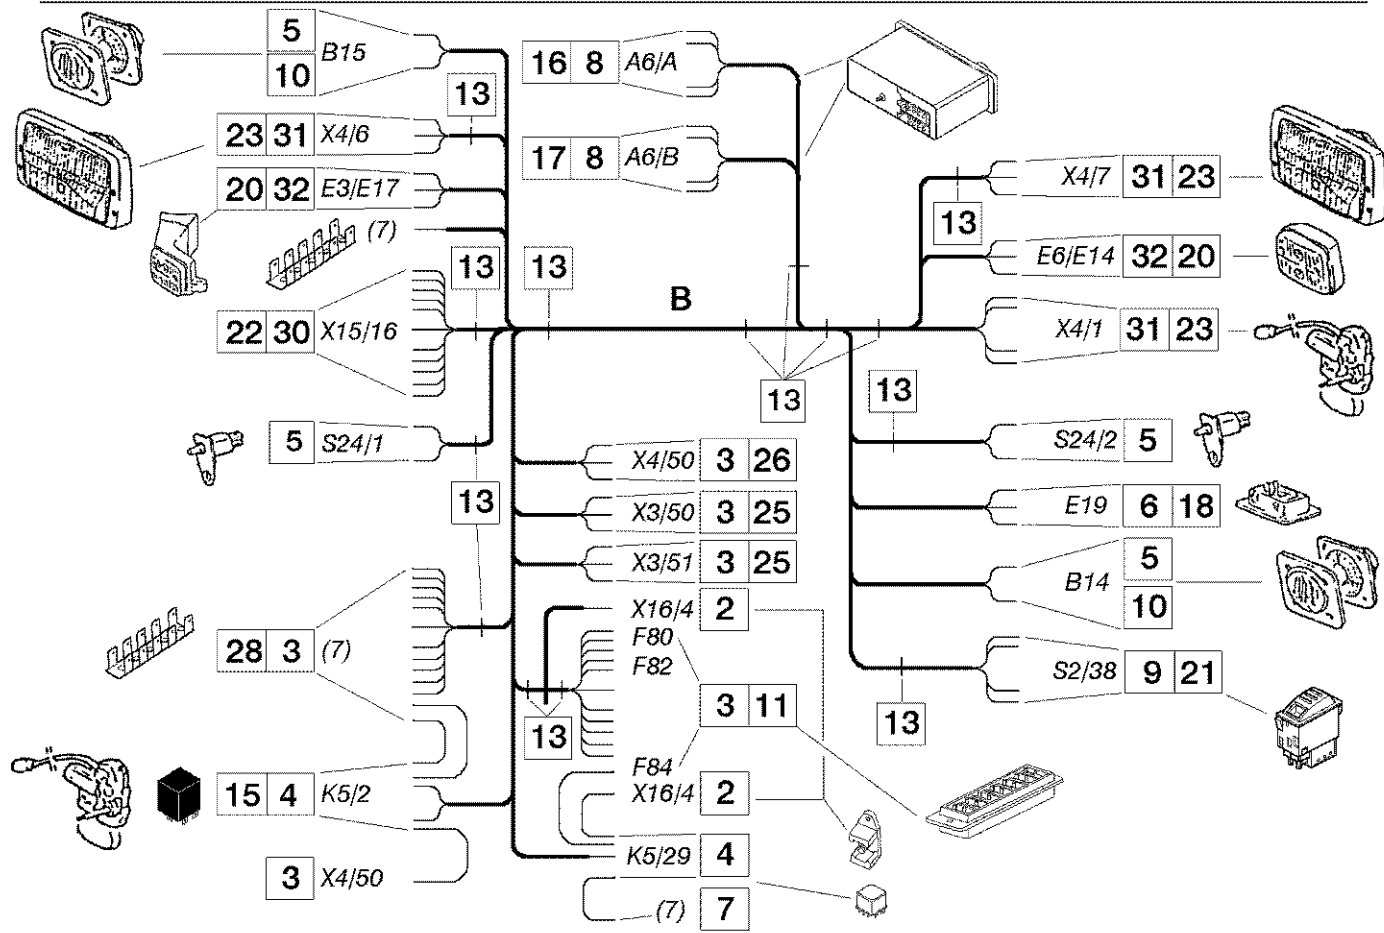 5
10 B15
13
23 31 X4/6
20 32 E3/E17
(7)
13
22 30 X15/16
5 S24/1
13
28 3 (7)
15 4 K5/2
3 X4/50
16 8 A6/A
17 8 A6/B
13
B
13
X4/50 3 26
X3/50 3 25
X3/51 3 25
X16/4 2
F80
F82
3 11
13
F84
X16/4 2
K5/29 4
(7) 7
X4/7 31 23
13
E6/E14 32 20
X4/1 31 23
13
S24/2 5
E19 6 18
B14 5
10
S2/38 9 21
13